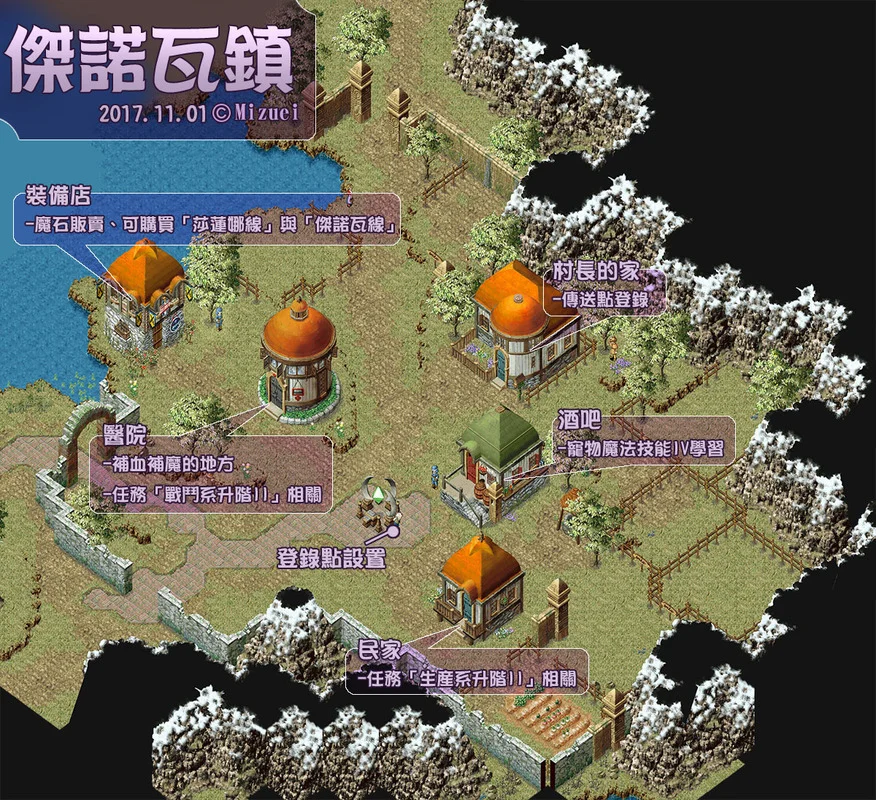 傑諾瓦鎮
2017.11.01©Mizuei
裝備店
-魔石販賣、可購買「莎蓮娜線」與「傑諾瓦線」
村長的家
-傳送點登錄
醫院
-補血補魔的地方
-任務「戰鬥系升階II」相關
酒吧
-寵物魔法技能IV學習
登錄點設置
民家
-任務「生產系升階II」相關